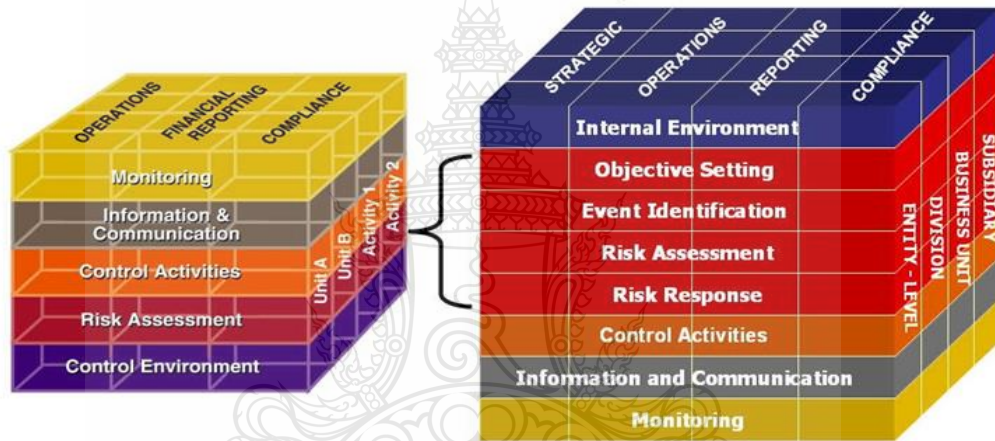 OPERATIONS
FINANCIAL
REPORTING
COMPLIANCE
Monitoring
Information &
Communication
Control Activities
Risk Assessment
Control Environment
Unit A
Unit B
Activity 1
Activity 2
STRATEGIC
OPERATIONS
REPORTING
COMPLIANCE
Internal Environment
Objective Setting
Event Identification
Risk Assessment
Risk Response
Control Activities
Information and Communication
Monitoring
ENTITY - LEVEL
DIVISION
BUSINESS UNIT
SUBSIDIARY